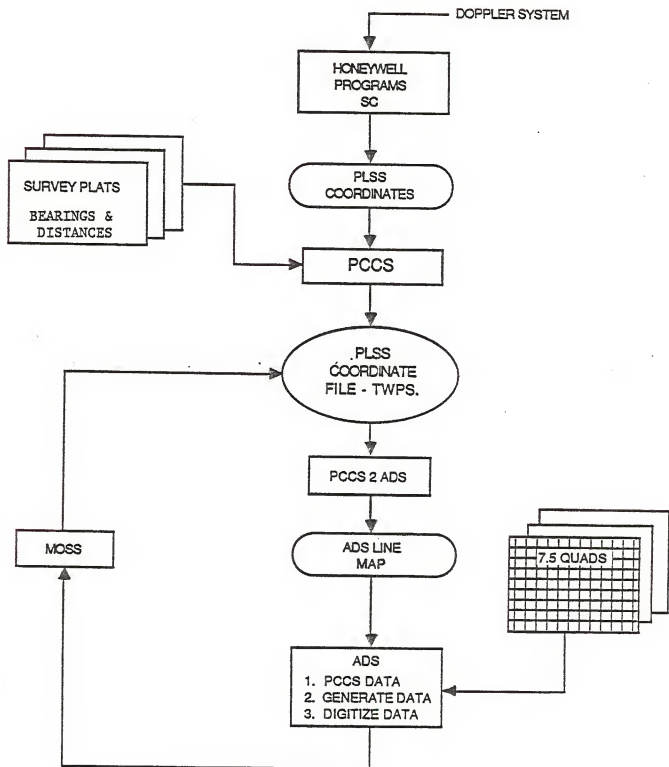 DOPPLER SYSTEM
HONEYWELL
PROGRAMS
SC
PLSS
COORDINATES
SURVEY PLATS
BEARINGS &
DISTANCES
PCCS
PLSS
COORDINATE
FILE - TWPS.
PCCS 2 ADS
MOSS
ADS LINE
MAP
7.5 QUADS
ADS
1. PCCS DATA
2. GENERATE DATA
3. DIGITIZE DATA